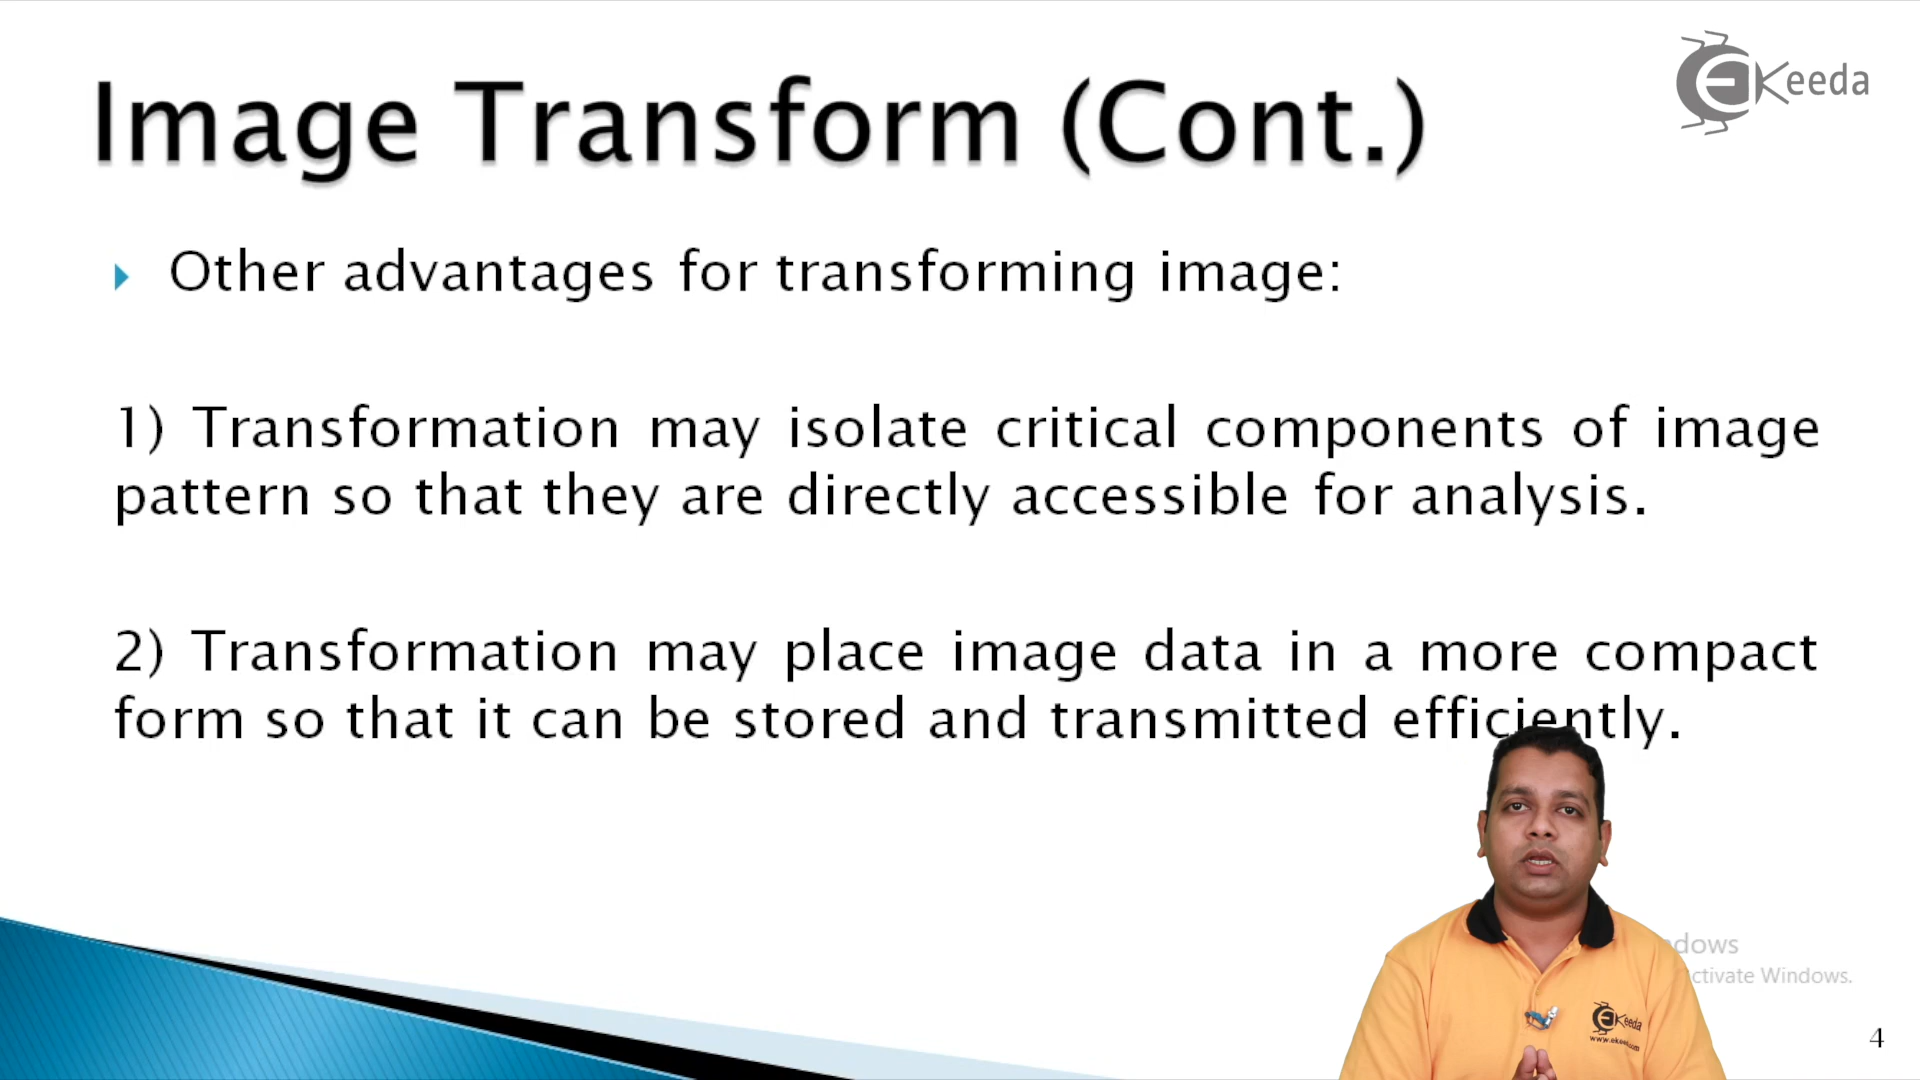 Image Transform (Cont.)
EKeeda
Other advantages for transforming image:
1) Transformation may isolate critical components of image
pattern so that they are directly accessible for analysis.
2) Transformation may place image data in a more compact
form so that it can be stored and transmitted efficiently.
Activate Windows.
EKeeda
4